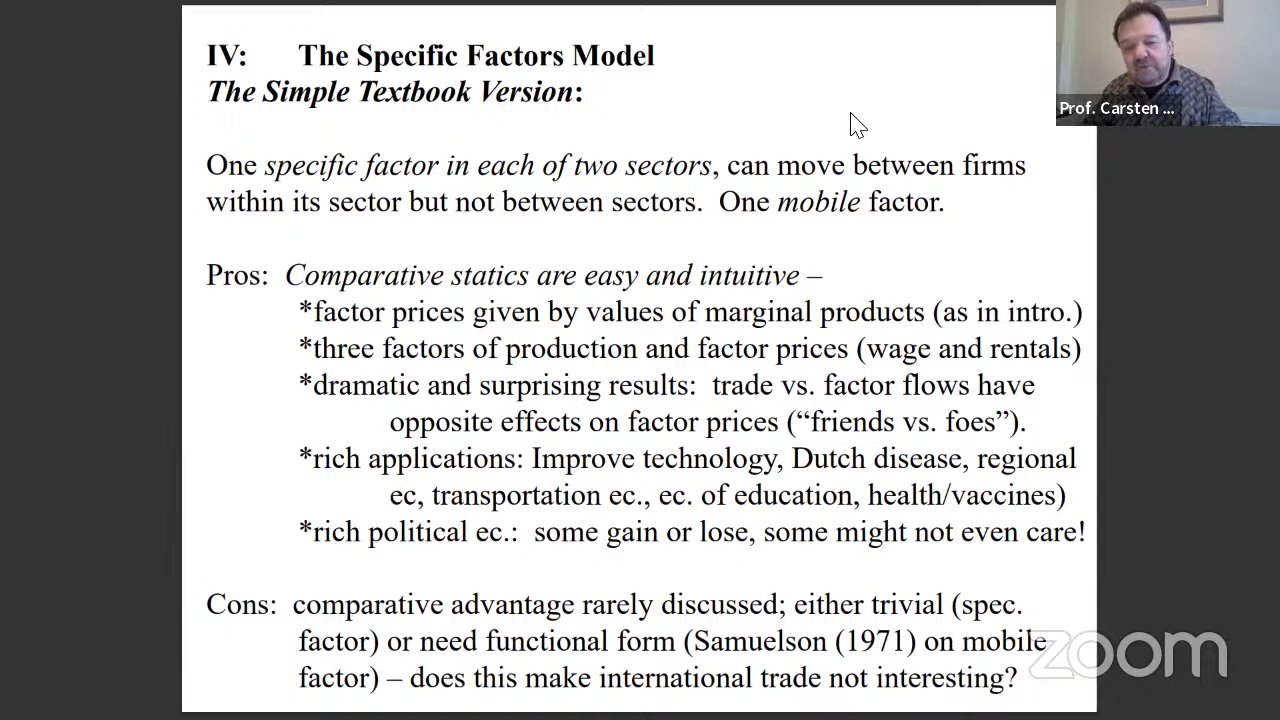 IV: The Specific Factors Model
The Simple Textbook Version:
One specific factor in each of two sectors, can move between firms
within its sector but not between sectors. One mobile factor.
Pros: Comparative statics are easy and intuitive –
*factor prices given by values of marginal products (as in intro.)
*three factors of production and factor prices (wage and rentals)
*dramatic and surprising results: trade vs. factor flows have
opposite effects on factor prices (“friends vs. foes”).
*rich applications: Improve technology, Dutch disease, regional
ec, transportation ec., ec. of education, health/vaccines)
*rich political ec.: some gain or lose, some might not even care!
Cons: comparative advantage rarely discussed; either trivial (spec.
factor) or need functional form (Samuelson (1971) on mobile
factor) – does this make international trade not interesting?
Prof. Carsten ...
zoom